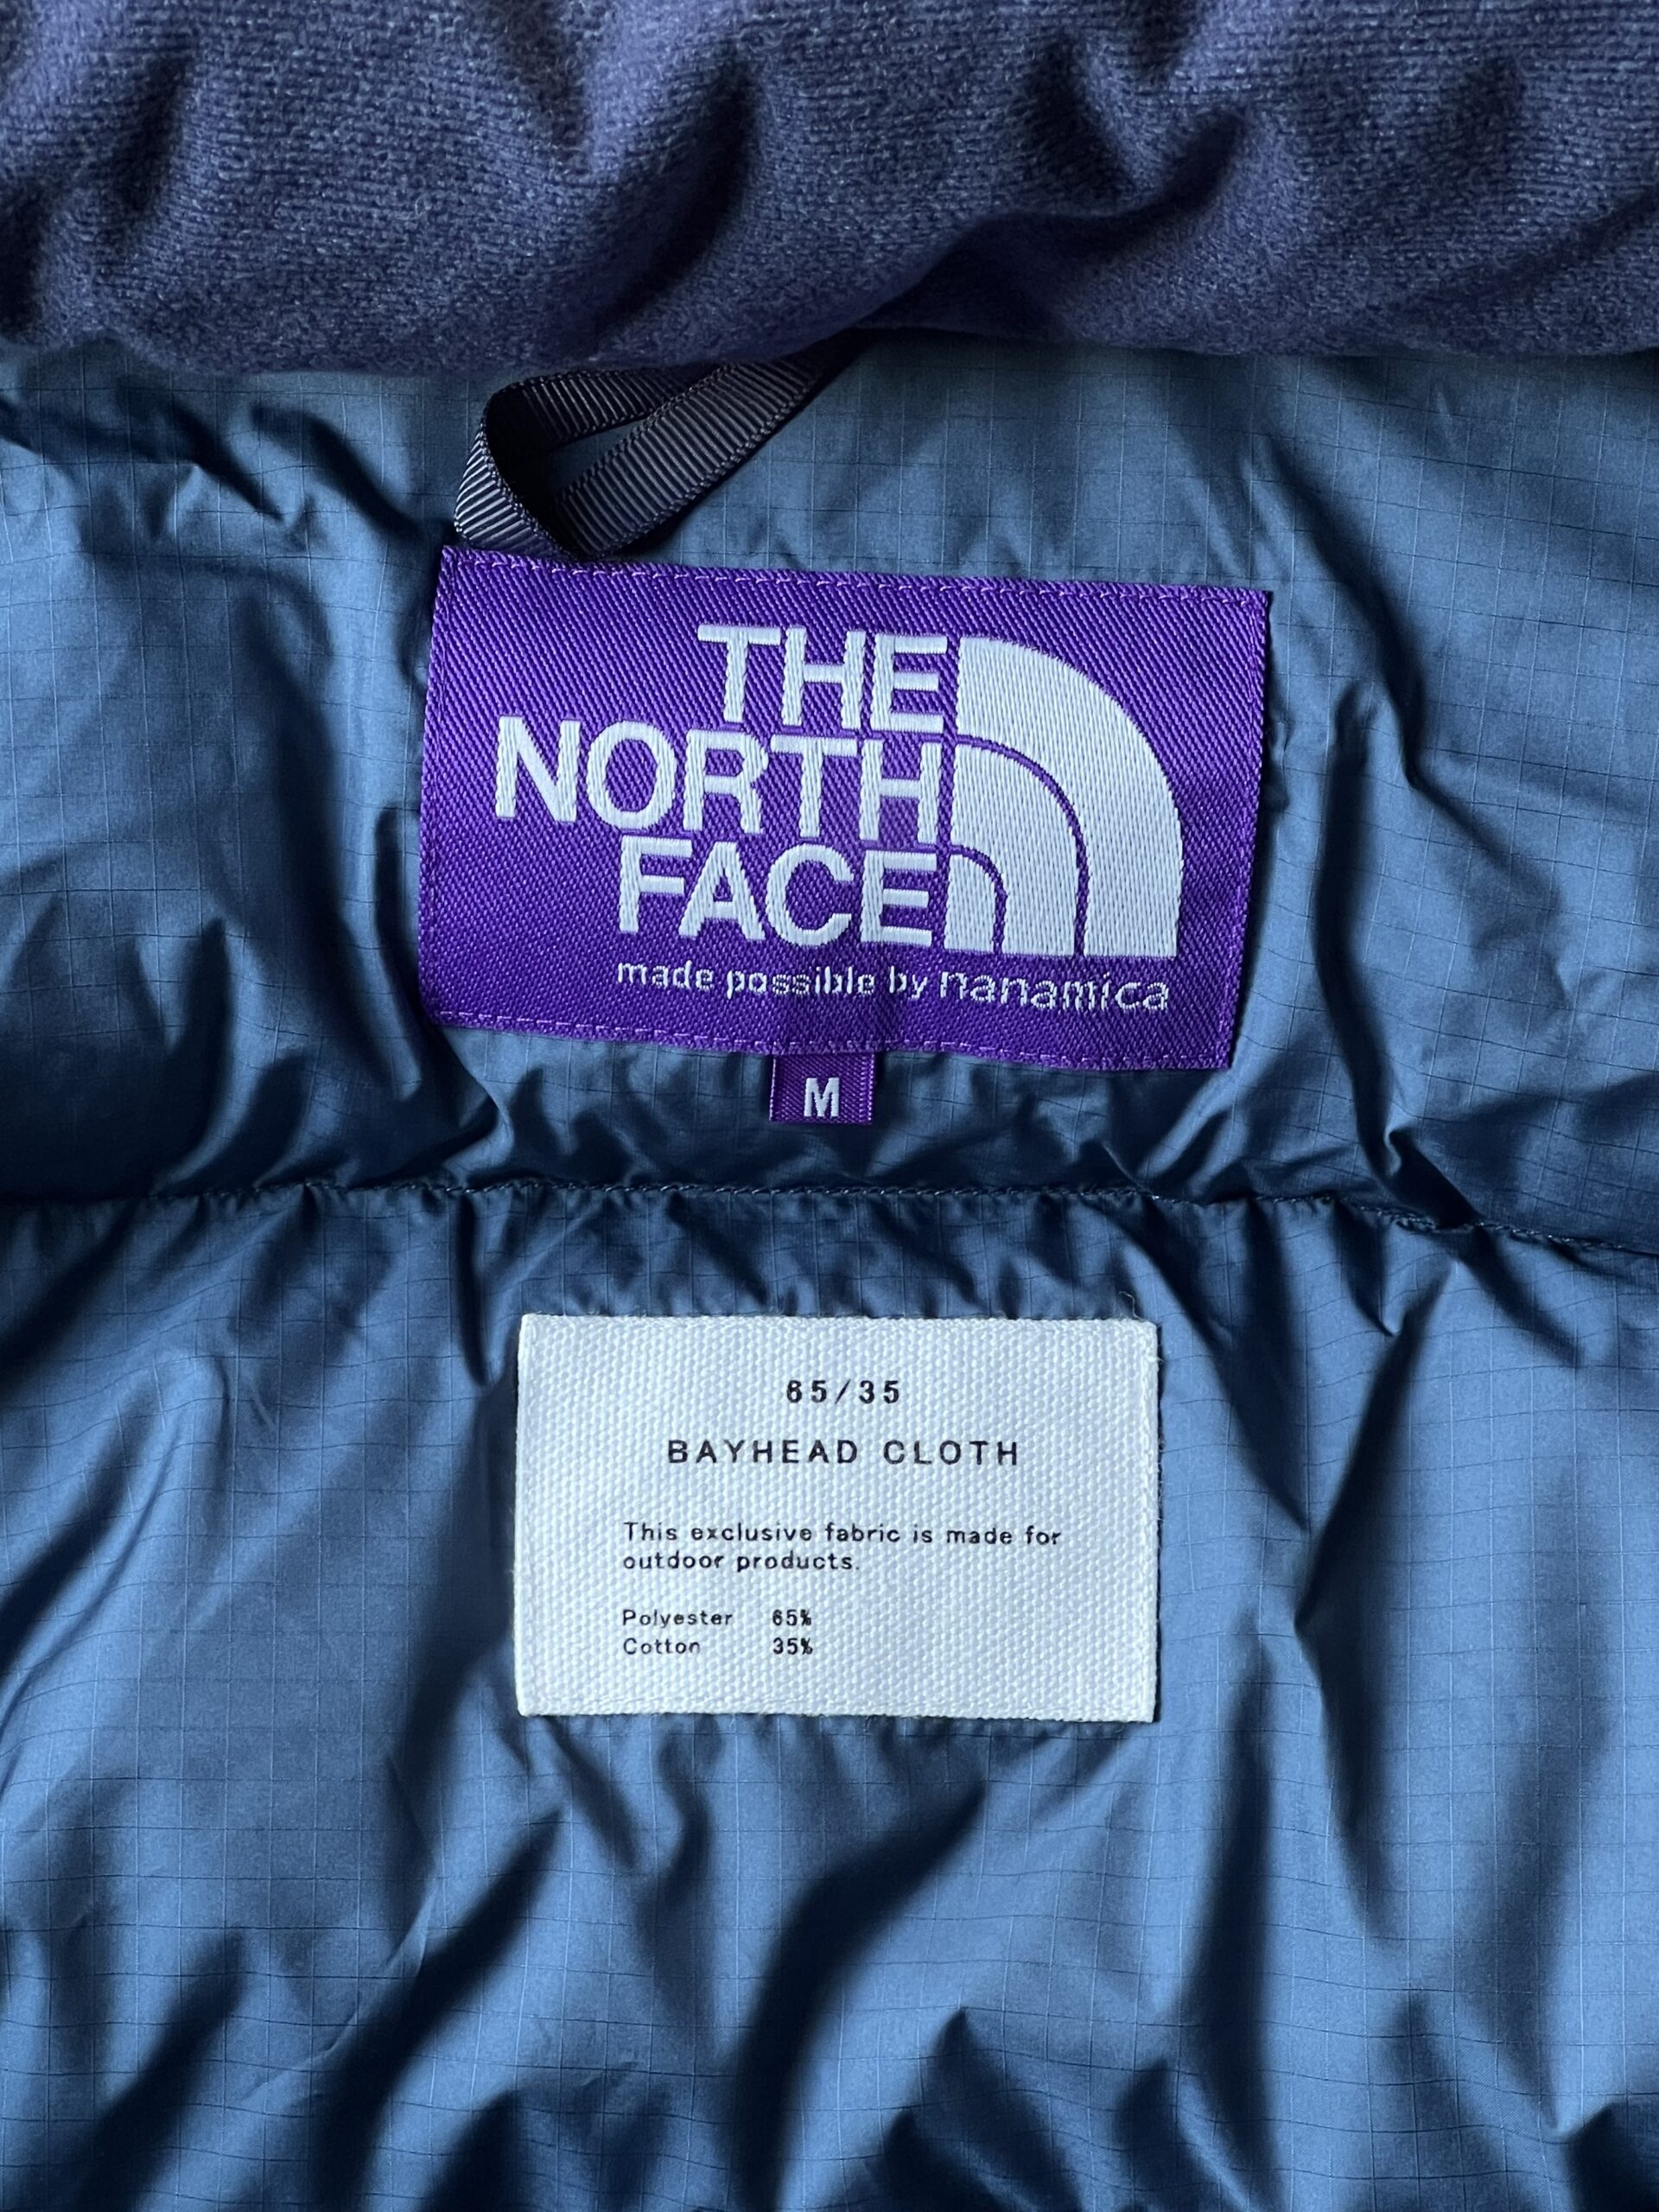 THE
NORTH
FACE
made possible by nanamica
M
65/35
BAYHEAD CLOTH
This exclusive fabric is made for
outdoor products.
Polyester 65%
Cotton 35%